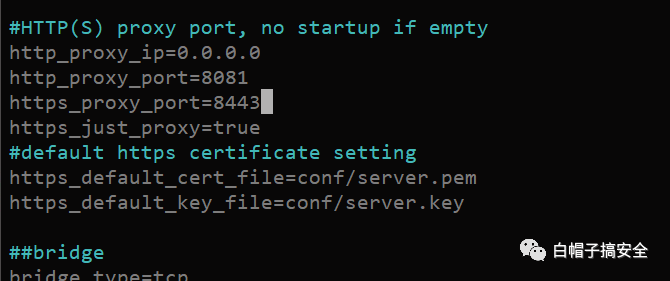 #HTTP(S) proxy port, no startup if empty
http_proxy_ip=0.0.0.0
http_proxy_port=8081
https_proxy_port=8443
https_just_proxy=true
#default https certificate setting
https_default_cert_file=conf/server.pem
https_default_key_file=conf/server.key
##bridge
白帽子搞安全
bridge_type=tcp